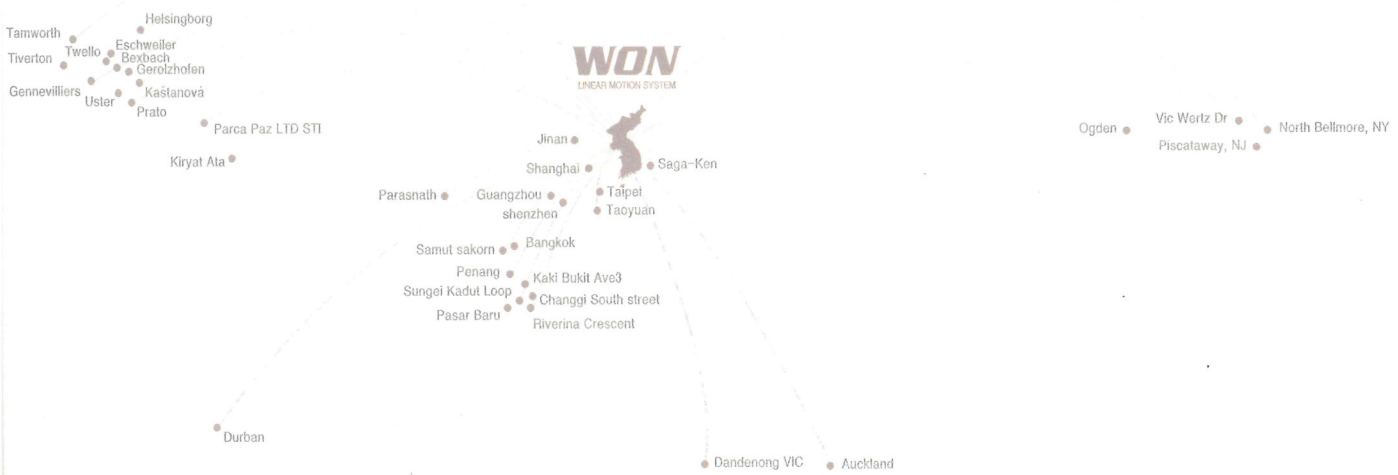 Helsingborg
Tamworth
Eschweiler
Twello
Tiverton
Bexbach
Gerolzhofen
Gennevilliers
Kaštanová
Uster
Prato
Parca Paz LTD STI
Kiryat Ata
WON
LINEAR MOTION SYSTEM
Jinan
Shanghai
Saga-Ken
Parasnath
Guangzhou
Taipei
shenzhen
Taoyuan
Samut sakorn
Bangkok
Penang
Kaki Bukit Ave3
Sungei Kadut Loop
Changgi South street
Pasar Baru
Riverina Crescent
Ogden
Vic Wertz Dr
North Bellmore, NY
Piscataway, NJ
Durban
Dandenong VIC
Auckland